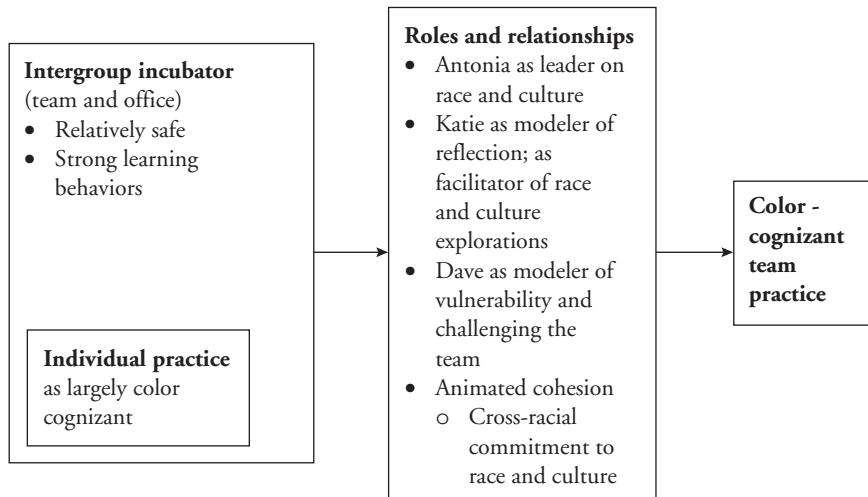 Intergroup incubator
(team and office)
• Relatively safe
• Strong learning
behaviors
Individual practice
as largely color
cognizant
Roles and relationships
• Antonia as leader on
race and culture
• Katie as modeler of
reflection; as
facilitator of race
and culture
explorations
• Dave as modeler of
vulnerability and
challenging the
team
• Animated cohesion
o Cross-racial
commitment to
race and culture
Color -
cognizant
team
practice